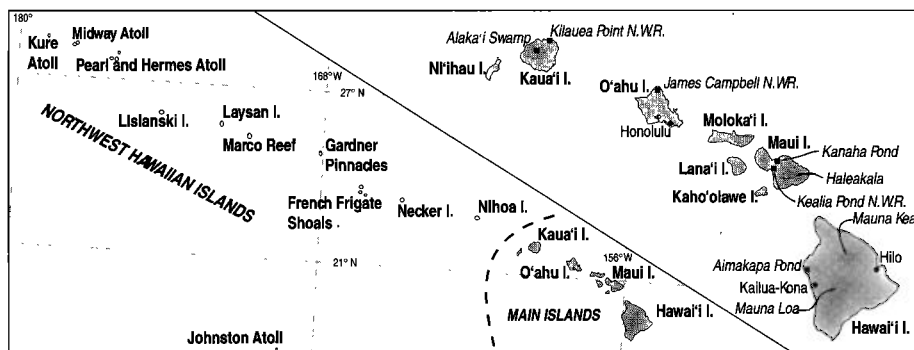 180°
Kure Atoll
Midway Atoll
Pearl and Hermes Atoll
168° W
27° N
LIslanski I.
Laysan I.
Marco Reef
Gardner Pinnacles
NORTHWEST HAWAIIAN ISLANDS
French Frigate Shoals
Necker I.
NIhoa I.
21° N
Johnston Atoll
Kaua'i I.
O'ahu I.
156° W
Maui I.
MAIN ISLANDS
Hawai'i I.
Alaka'i Swamp
Kilauea Point N.W.R.
NI'ihau I.
Kaua'i I.
O'ahu I.
James Campbell N.WR.
Honolulu
Moloka'i I.
Maui I.
Kanaha Pond
Lana'i I.
Haleakala
Kaho'olawe I.
Kealia Pond N.W.R.
Mauna Kea
Aimakapa Pond
Hilo
Kailua-Kona
Mauna Loa
Hawai'i I.